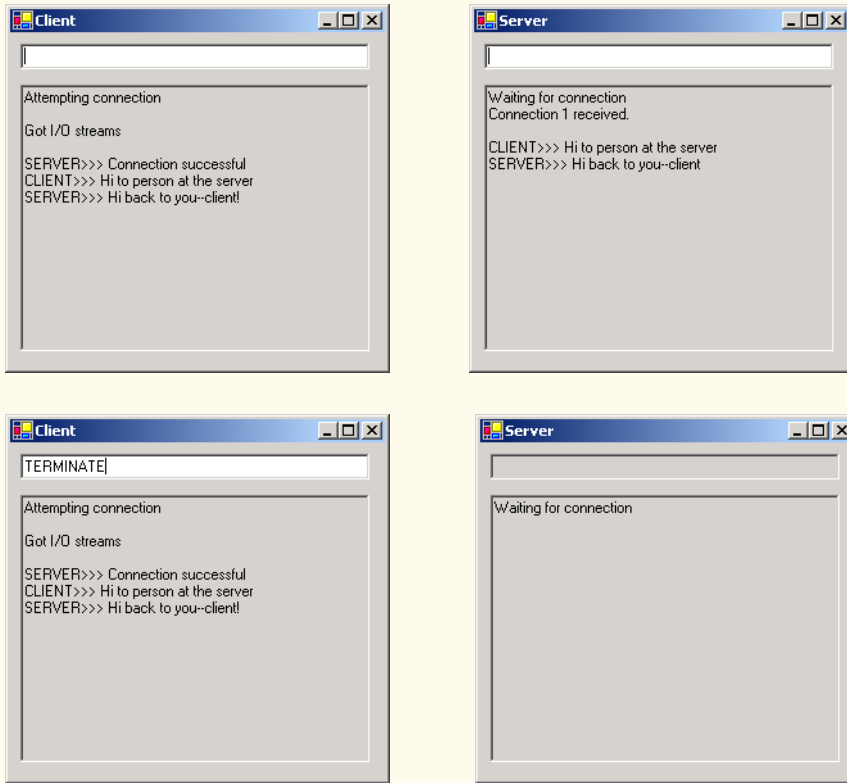 Client
Attempting connection
Got I/O streams
SERVER>>> Connection successful
CLIENT>>> Hi to person at the server
SERVER>>> Hi back to you--client!
Server
Waiting for connection
Connection 1 received.
CLIENT>>> Hi to person at the server
SERVER>>> Hi back to you--client
Client
TERMINATE
Attempting connection
Got I/O streams
SERVER>>> Connection successful
CLIENT>>> Hi to person at the server
SERVER>>> Hi back to you--client!
Server
Waiting for connection